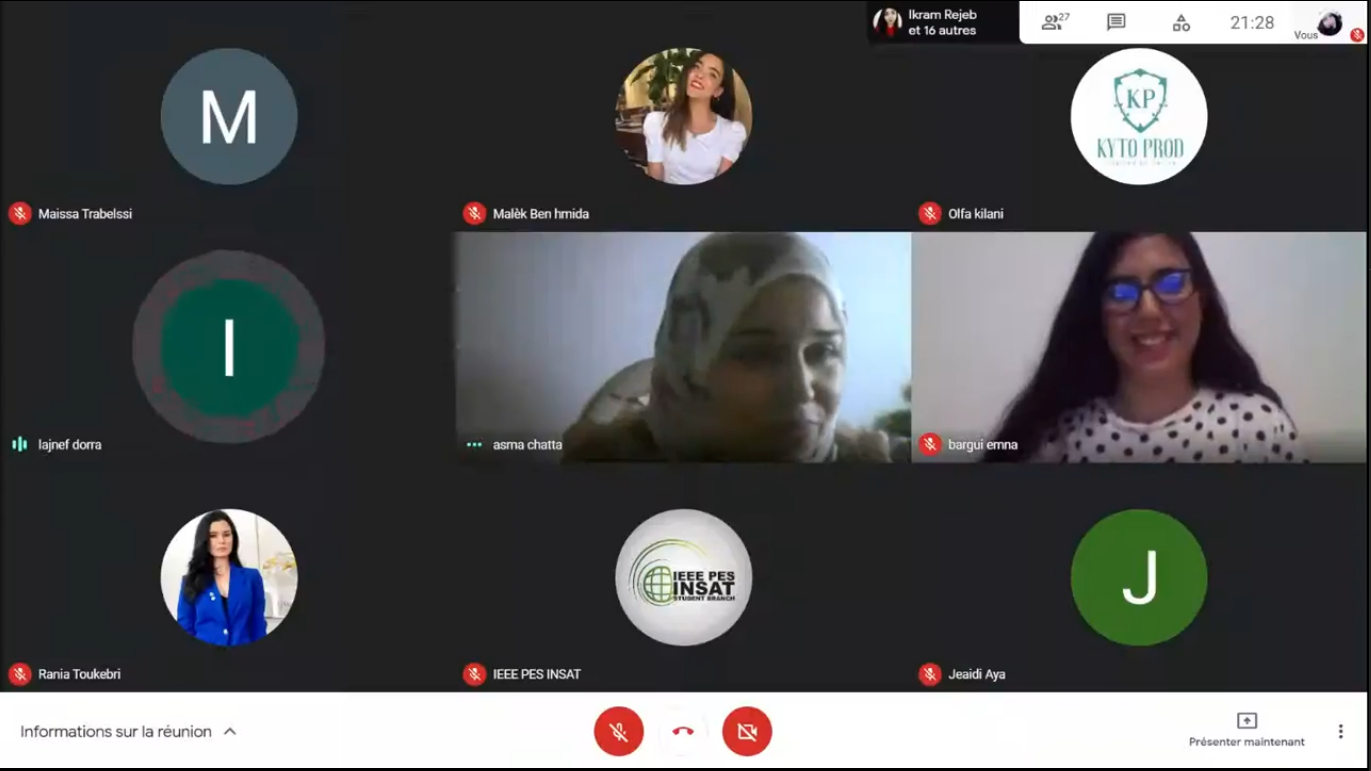 Ikram Rejeb
et 16 autres
27
21:28
Vous
M
KP
KYTO PROD
Maissa Trabelssi
Malèk Ben hmida
Olfa kilani
I
lajnef dorra
asma chatta
bargui emna
IEEE PES
INSAT
STUDENT BRANCH
J
Rania Toukebri
IEEE PES INSAT
Jeaidi Aya
Informations sur la réunion
Présenter maintenant